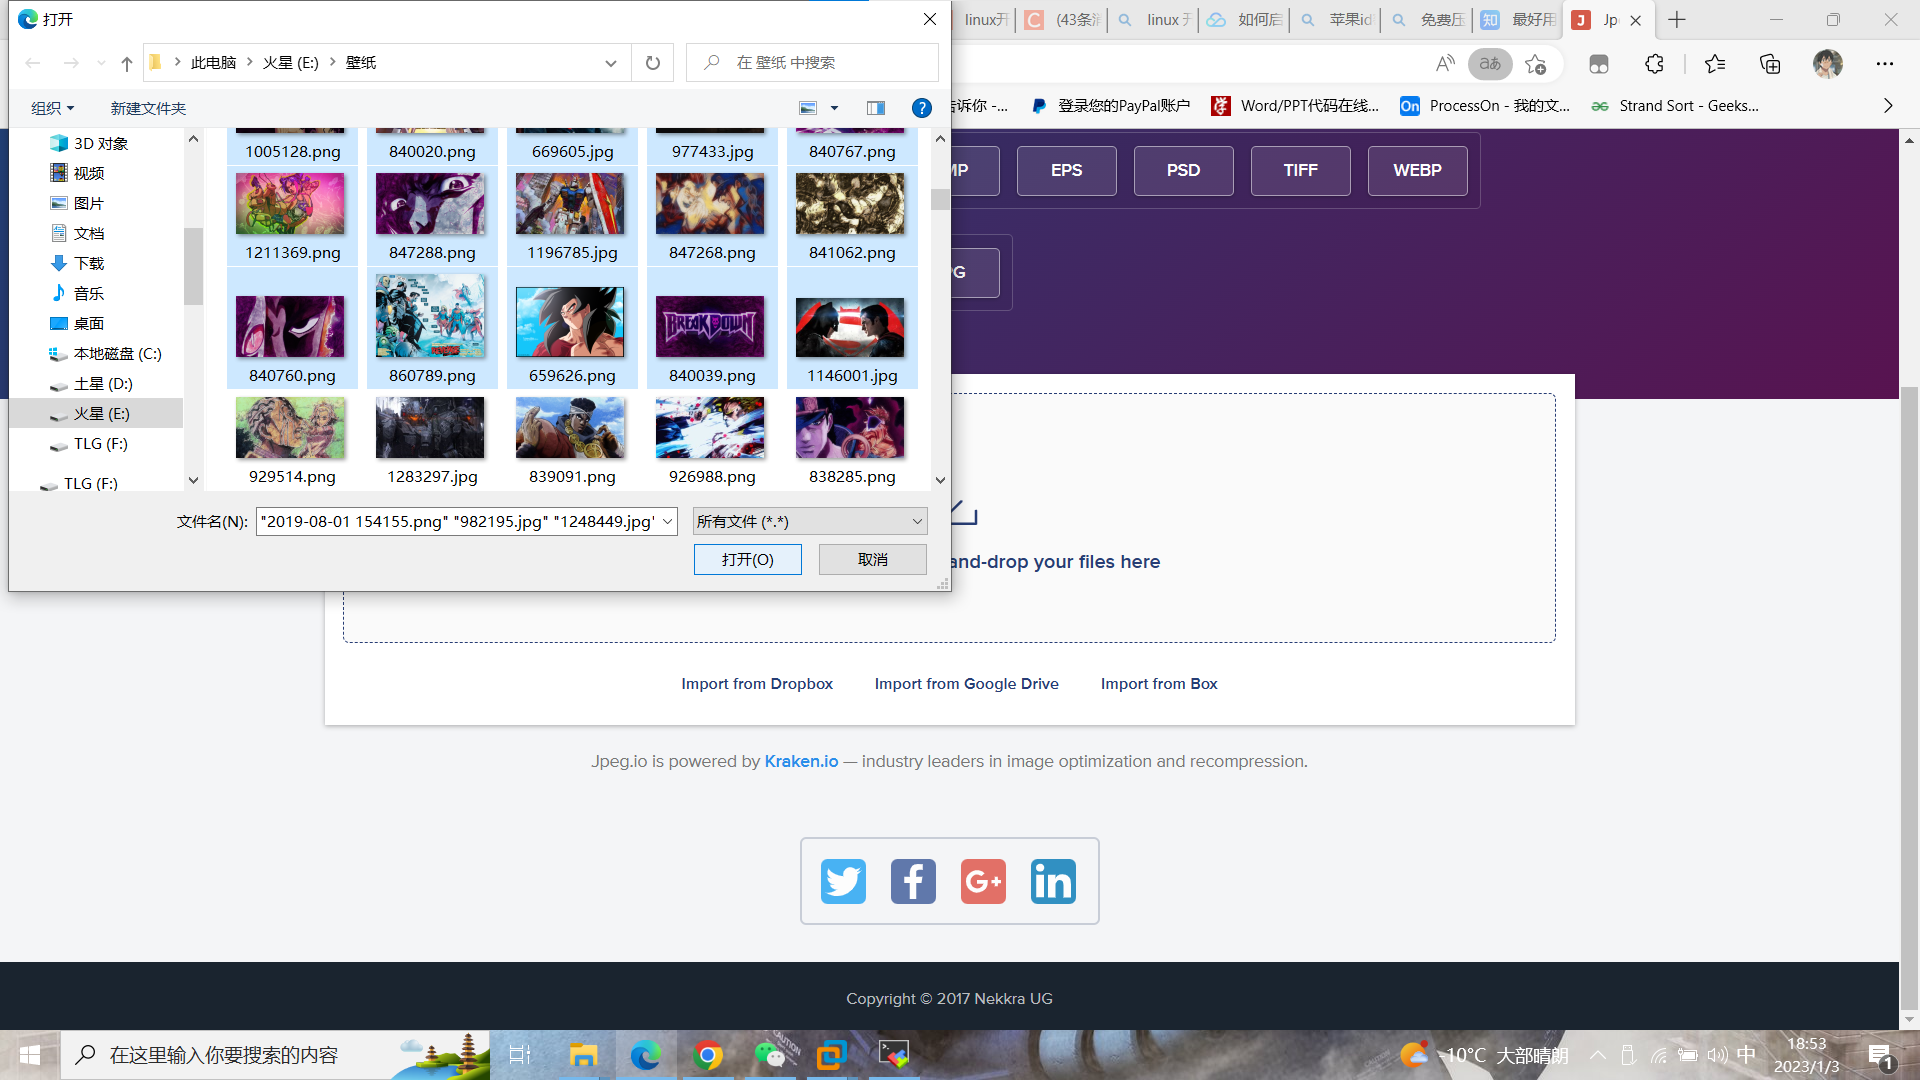 打开
linux开
(43条消
linux 开
如何启
苹果id
免费压
最好用
Jp
此电脑
火星 (E:)
壁纸
在 壁纸 中搜索
组织
新建文件夹
告诉你 -...
登录您的PayPal账户
Word/PPT代码在线...
ProcessOn - 我的文...
Strand Sort - Geeks...
3D 对象
视频
图片
文档
下载
音乐
桌面
本地磁盘 (C:)
土星 (D:)
火星 (E:)
TLG (F:)
TLG (F:)
1005128.png
840020.png
669605.jpg
977433.jpg
840767.png
1211369.png
847288.png
1196785.jpg
847268.png
841062.png
BREAKDOWN
840760.png
860789.png
659626.png
840039.png
1146001.jpg
929514.png
1283297.jpg
839091.png
926988.png
838285.png
文件名(N):
"2019-08-01 154155.png" "982195.jpg" "1248449.jpg"
所有文件 (*.*)
打开(O)
取消
MP
EPS
PSD
TIFF
WEBP
PG
and-drop your files here
Import from Dropbox
Import from Google Drive
Import from Box
Jpeg.io is powered by Kraken.io — industry leaders in image optimization and recompression.
Copyright © 2017 Nekkra UG
在这里输入你要搜索的内容
-10°C 大部晴朗
中
18:53
2023/1/3
1